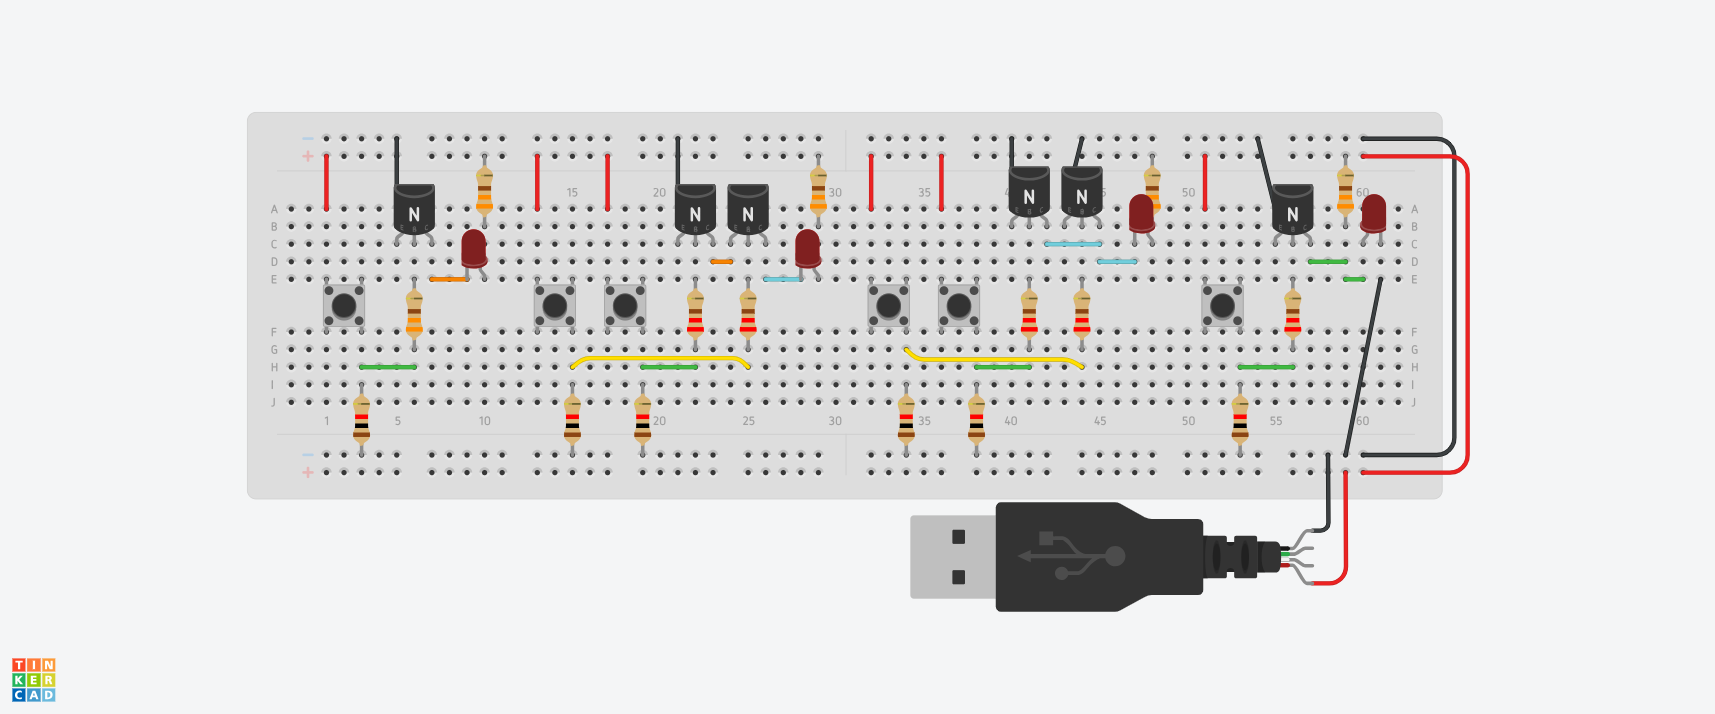 − −
+ +
15 20 30 35 50 60
N N N N N N
E B C E B C E B C E B C E B C E B C
A A
B B
C C
D D
E E
F F
G G
H H
I I
J J
1 5 10 15 20 25 30 35 40 45 50 55 60
−
+
TIN
KER
CAD